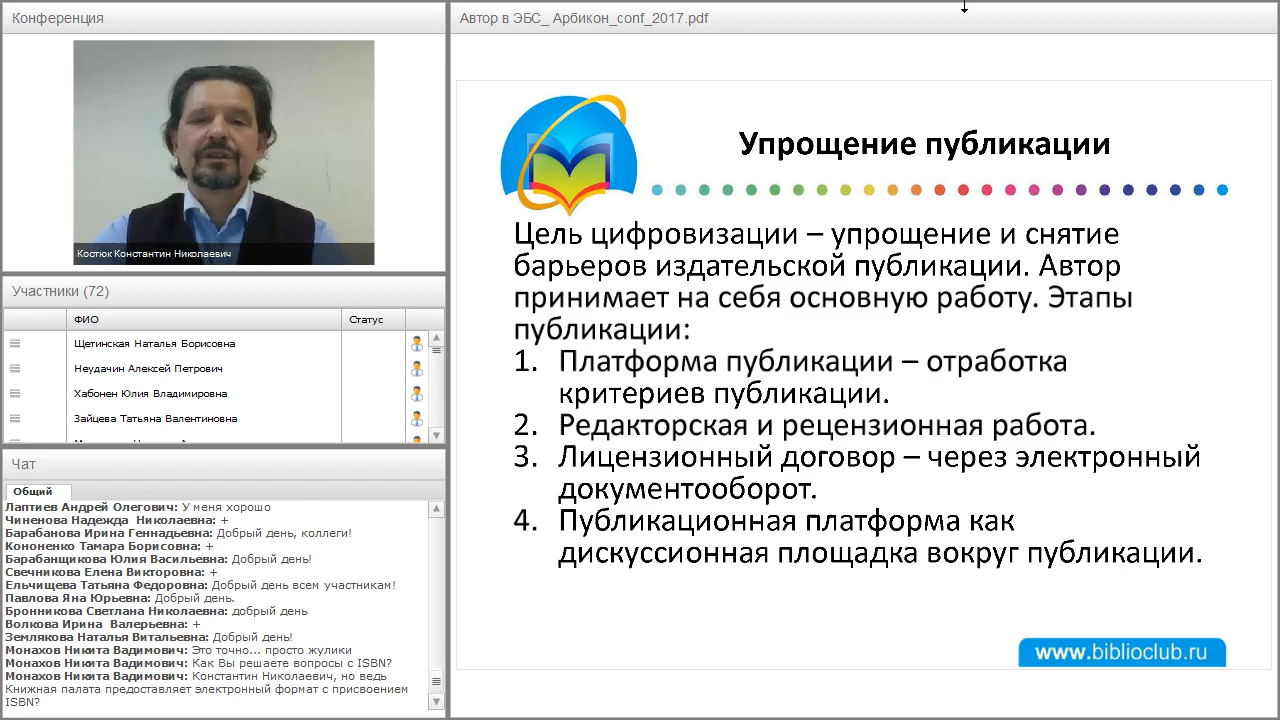 Конференция
Костюк Константин Николаевич
Участники (72)
ФИО
Статус
Щетинская Наталья Борисовна
Неудачин Алексей Петрович
Хабонен Юлия Владимировна
Зайцева Татьяна Валентиновна
Чат
Общий
Лаптиев Андрей Олегович: У меня хорошо
Чиненова Надежда  Николаевна: +
Барабанова Ирина Геннадьевна: Добрый день, коллеги!
Кононенко Тамара Борисовна: +
Барабанщикова Юлия Васильевна: Добрый день!
Свечникова Елена Викторовна: +
Ельчищева Татьяна Федоровна: Добрый день всем участникам!
Павлова Яна Юрьевна: Добрый день.
Бронникова Светлана Николаевна: добрый день
Волкова Ирина  Валерьевна: +
Землякова Наталья Витальевна: Добрый день!
Монахов Никита Вадимович: Это точно... просто жулики
Монахов Никита Вадимович: Как Вы решаете вопросы с ISBN?
Монахов Никита Вадимович: Константин Николаевич, но ведь
Книжная палата предоставляет электронный формат с присвоением
ISBN?
Автор в ЭБС_ Арбикон_conf_2017.pdf
Упрощение публикации
Цель цифровизации – упрощение и снятие
барьеров издательской публикации. Автор
принимает на себя основную работу. Этапы
публикации:
1. Платформа публикации – отработка
критериев публикации.
2. Редакторская и рецензионная работа.
3. Лицензионный договор – через электронный
документооборот.
4. Публикационная платформа как
дискуссионная площадка вокруг публикации.
www.biblioclub.ru